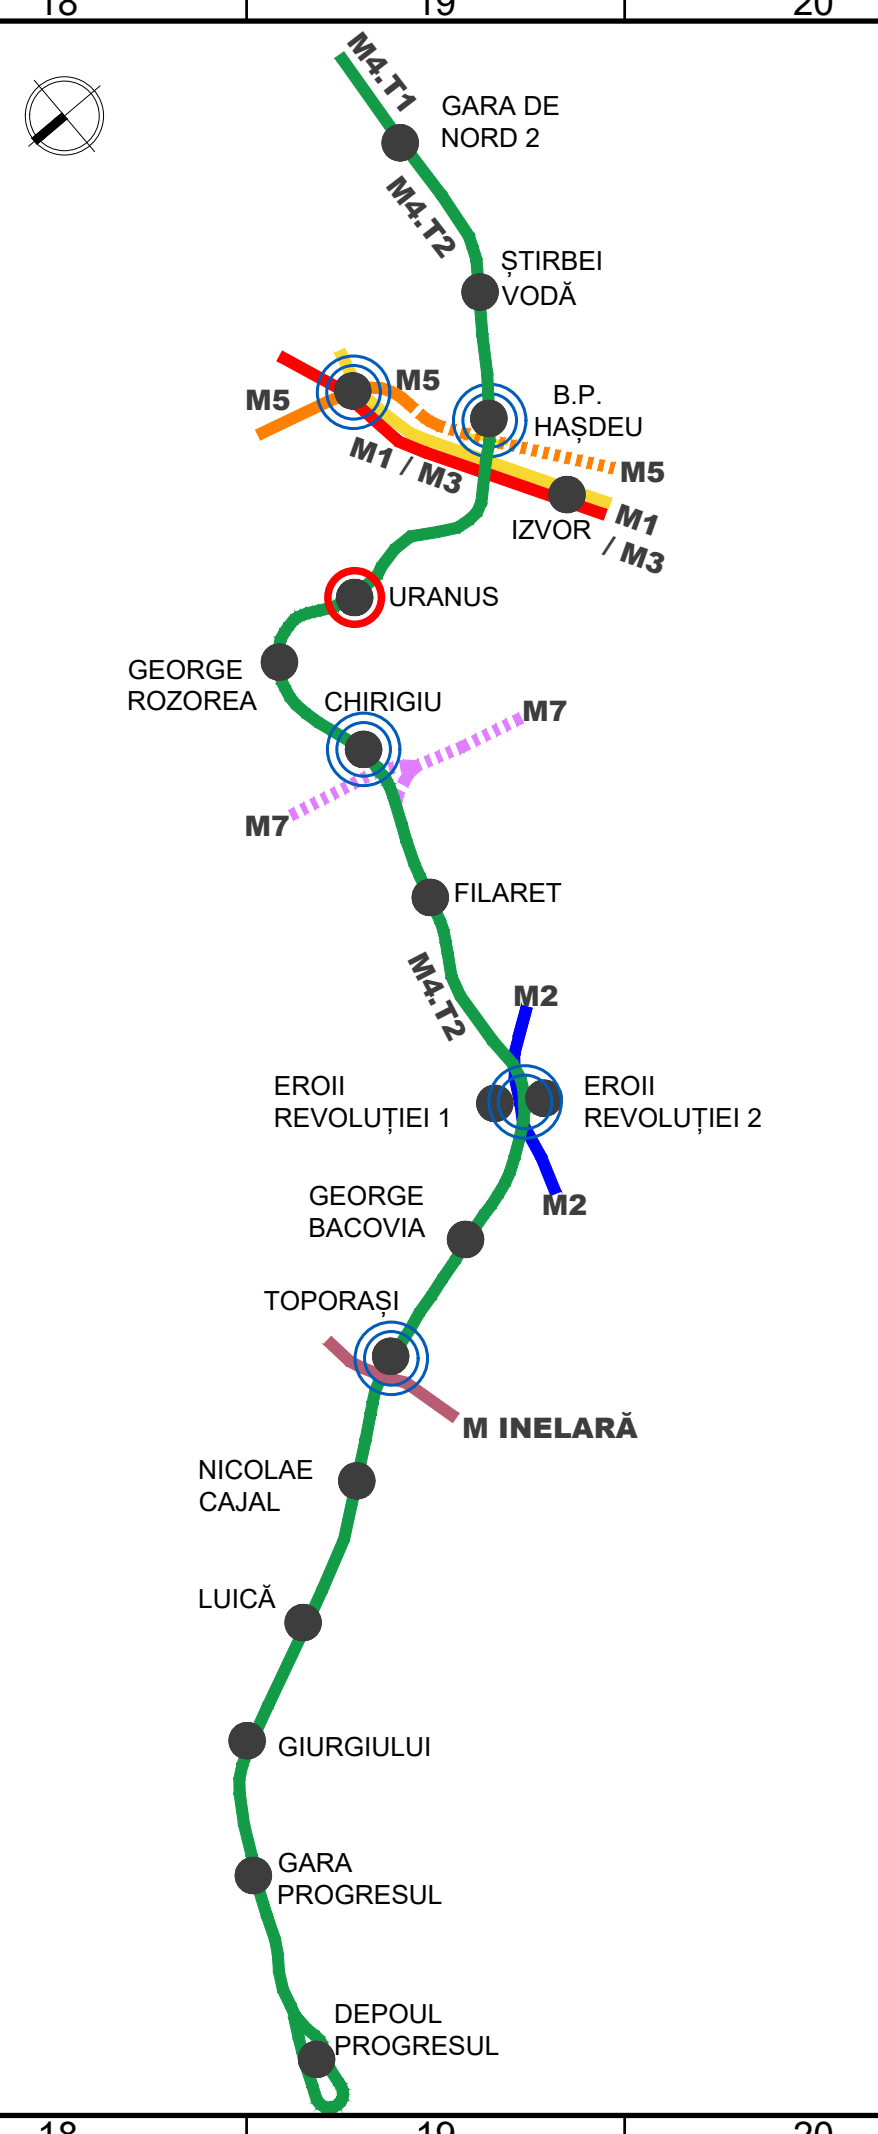 18
19
20
M4.T1
GARA DE
NORD 2
M4.T2
ȘTIRBEI
VODĂ
M5
M5
B.P.
HAȘDEU
M1 / M3
M5
IZVOR
M1
/ M3
URANUS
GEORGE
ROZOREA
CHIRIGIU
M7
M7
FILARET
M4.T2
M2
EROII
REVOLUȚIEI 1
EROII
REVOLUȚIEI 2
M2
GEORGE
BACOVIA
TOPORAȘI
M INELARĂ
NICOLAE
CAJAL
LUICĂ
GIURGIULUI
GARA
PROGRESUL
DEPOUL
PROGRESUL
18
19
20